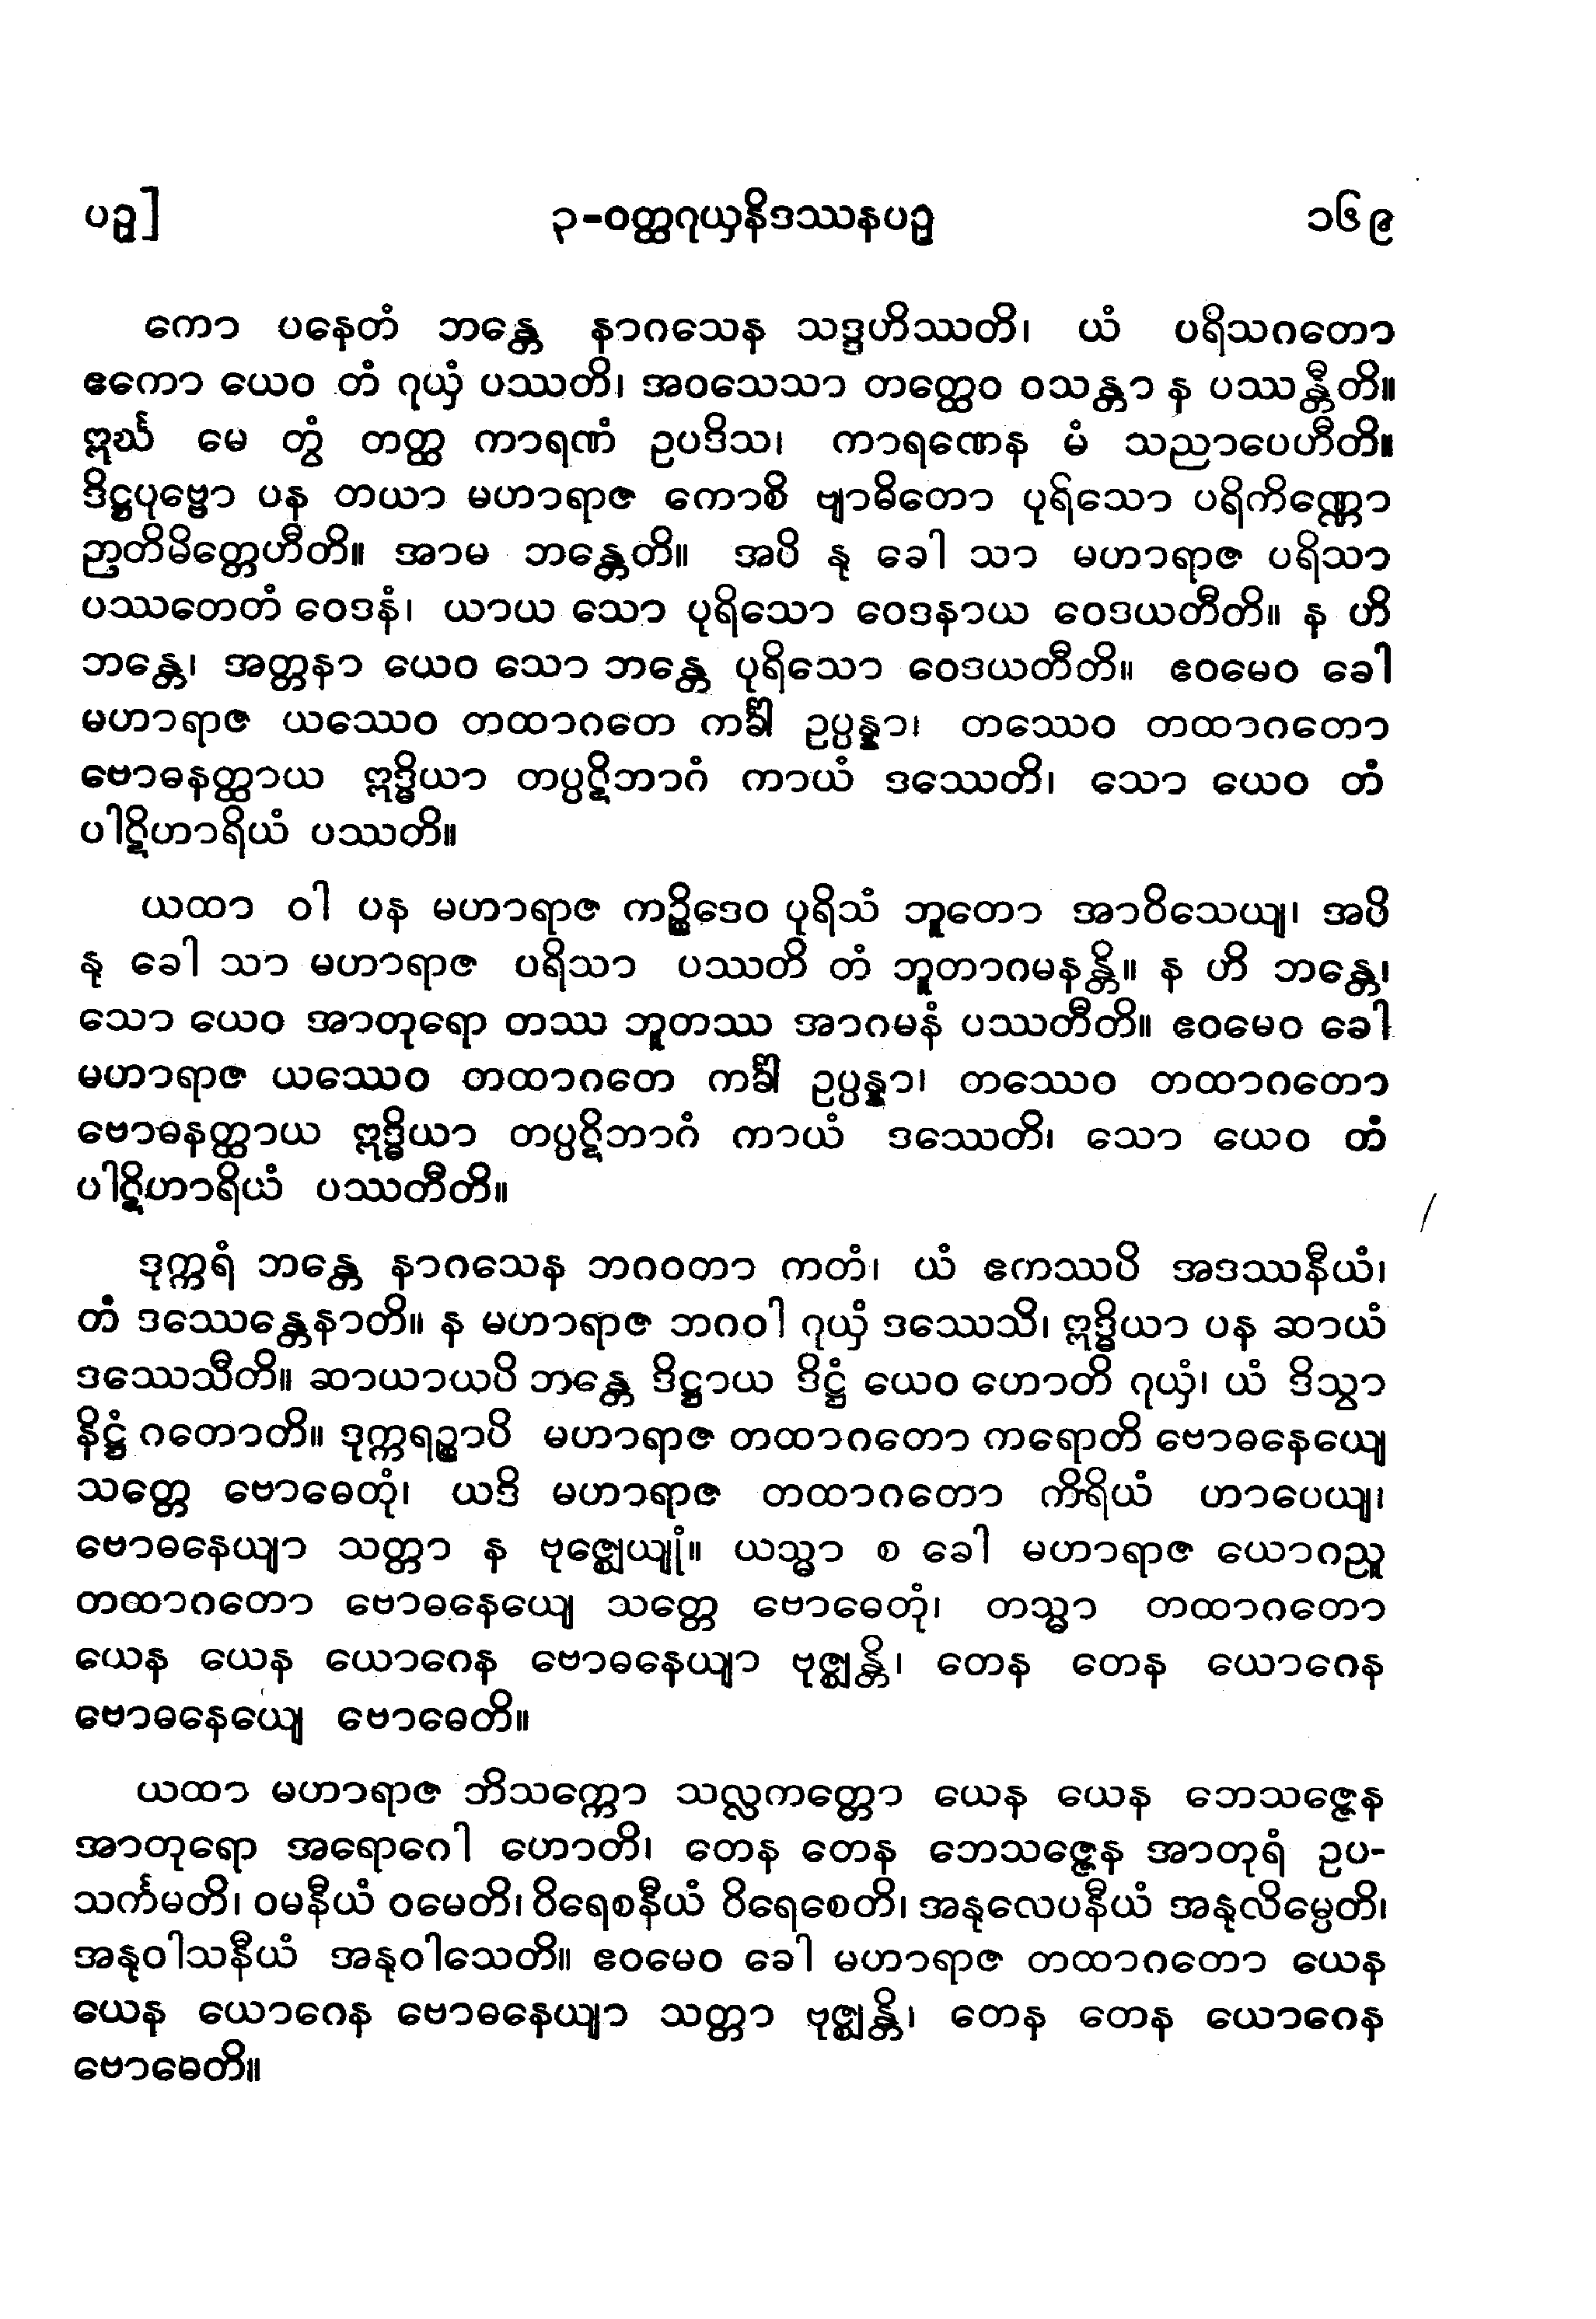 ပဉှ]
၃-ဝတ္ထဂုယှနိဒဿနပဉှ
၁၆၉
ကော ပနေတံ ဘန္တေ နာဂသေန သဒ္ဒဟိဿတိ၊ ယံ ပရိသဂတော
ဧကော ယေဝ တံ ဂုယှံ ပဿတိ၊ အဝသေသာ တတ္ထေဝ ဝသန္တာ န ပဿန္တီတိ။
ဣင်္ဃ မေ တွံ တတ္ထ ကာရဏံ ဥပဒိသ၊ ကာရဏေန မံ သညာပေဟီတိ။
ဒိဋ္ဌပုဗ္ဗော ပန တယာ မဟာရာဇ ကောစိ ဗျာဓိတော ပုရိသော ပရိကိဏ္ဏော
ဉာတိမိတ္တေဟီတိ။ အာမ ဘန္တေတိ။ အပိ နု ခေါ သာ မဟာရာဇ ပရိသာ
ပဿတေတံ ဝေဒနံ၊ ယာယ သော ပုရိသော ဝေဒနာယ ဝေဒယတီတိ။ န ဟိ
ဘန္တေ၊ အတ္တနာ ယေဝ သော ဘန္တေ ပုရိသော ဝေဒယတီတိ။ ဧဝမေဝ ခေါ
မဟာရာဇ ယဿေဝ တထာဂတေ ကင်္ခါ ဥပ္ပန္နာ၊ တဿေဝ တထာဂတော
ဗောဓနတ္ထာယ ဣဒ္ဓိယာ တပ္ပဋိဘာဂံ ကာယံ ဒဿေတိ၊ သော ယေဝ တံ
ပါဋိဟာရိယံ ပဿတိ။
ယထာ ဝါ ပန မဟာရာဇ ကဉ္စိဒေဝ ပုရိသံ ဘူတော အာဝိသေယျ၊ အပိ
နု ခေါ သာ မဟာရာဇ ပရိသာ ပဿတိ တံ ဘူတာဂမနန္တိ။ န ဟိ ဘန္တေ၊
သော ယေဝ အာတုရော တဿ ဘူတဿ အာဂမနံ ပဿတီတိ။ ဧဝမေဝ ခေါ
မဟာရာဇ ယဿေဝ တထာဂတေ ကင်္ခါ ဥပ္ပန္နာ၊ တဿေဝ တထာဂတော
ဗောဓနတ္ထာယ ဣဒ္ဓိယာ တပ္ပဋိဘာဂံ ကာယံ ဒဿေတိ၊ သော ယေဝ တံ
ပါဋိဟာရိယံ ပဿတီတိ။
ဒုက္ကရံ ဘန္တေ နာဂသေန ဘဂဝတာ ကတံ၊ ယံ ဧကဿပိ အဒဿနီယံ၊
တံ ဒဿေန္တေနာတိ။ န မဟာရာဇ ဘဂဝါ ဂုယှံ ဒဿေသိ၊ ဣဒ္ဓိယာ ပန ဆာယံ
ဒဿေသီတိ။ ဆာယာယပိ ဘန္တေ ဒိဋ္ဌာယ ဒိဋ္ဌံ ယေဝ ဟောတိ ဂုယှံ၊ ယံ ဒိသွာ
နိဋ္ဌံ ဂတောတိ။ ဒုက္ကရဉ္စာပိ မဟာရာဇ တထာဂတော ကရောတိ ဗောဓနေယျေ
သတ္တေ ဗောဓေတုံ၊ ယဒိ မဟာရာဇ တထာဂတော ကိရိယံ ဟာပေယျ၊
ဗောဓနေယျာ သတ္တာ န ဗုဇ္ဈေယျုံ။ ယသ္မာ စ ခေါ မဟာရာဇ ယောဂညူ
တထာဂတော ဗောဓနေယျေ သတ္တေ ဗောဓေတုံ၊ တသ္မာ တထာဂတော
ယေန ယေန ယောဂေန ဗောဓနေယျာ ဗုဇ္ဈန္တိ၊ တေန တေန ယောဂေန
ဗောဓနေယျေ ဗောဓေတိ။
ယထာ မဟာရာဇ ဘိသက္ကော သလ္လကတ္တော ယေန ယေန ဘေသဇ္ဇေန
အာတုရော အရောဂေါ ဟောတိ၊ တေန တေန ဘေသဇ္ဇေန အာတုရံ ဥပ-
သင်္ကမတိ၊ ဝမနီယံ ဝမေတိ၊ ဝိရေစနီယံ ဝိရေစေတိ၊ အနုလေပနီယံ အနုလိမ္ပေတိ၊
အနုဝါသနီယံ အနုဝါသေတိ။ ဧဝမေဝ ခေါ မဟာရာဇ တထာဂတော ယေန
ယေန ယောဂေန ဗောဓနေယျာ သတ္တာ ဗုဇ္ဈန္တိ၊ တေန တေန ယောဂေန
ဗောဓေတိ။